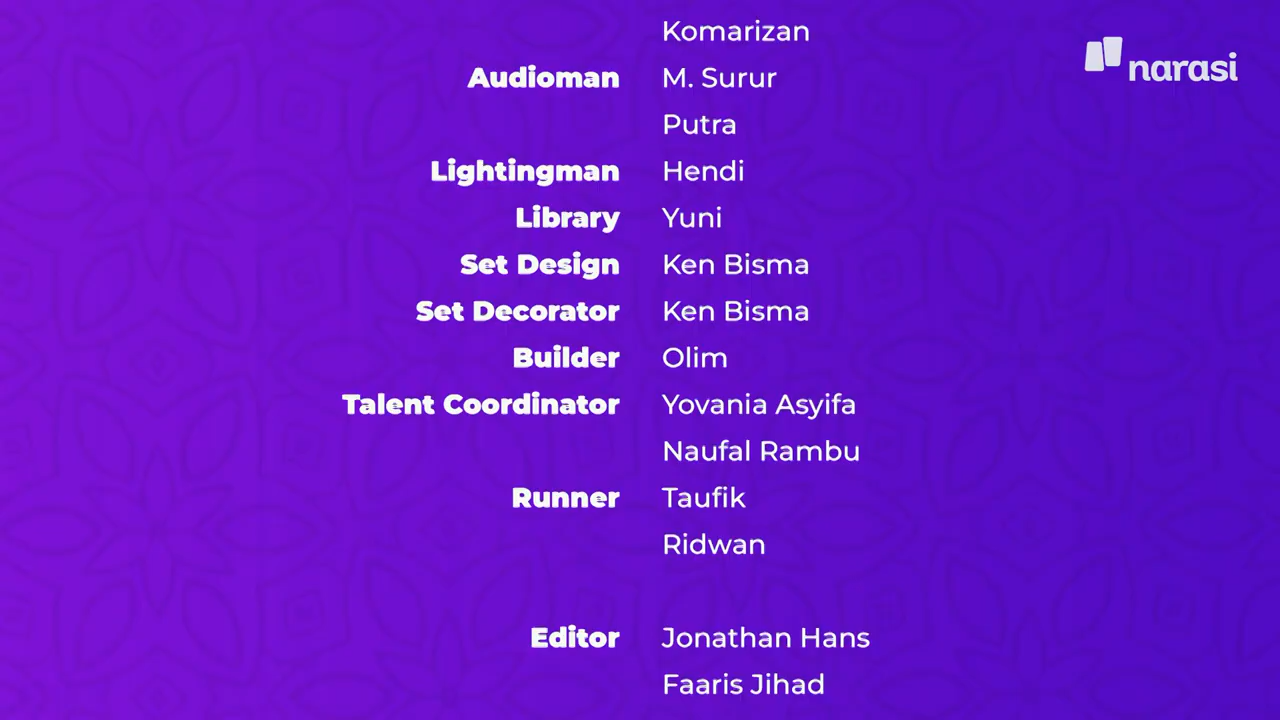 Komarizan
narasi
Audioman M. Surur
Putra
Lightingman Hendi
Library Yuni
Set Design Ken Bisma
Set Decorator Ken Bisma
Builder Olim
Talent Coordinator Yovania Asyifa
Naufal Rambu
Runner Taufik
Ridwan
Editor Jonathan Hans
Faaris Jihad